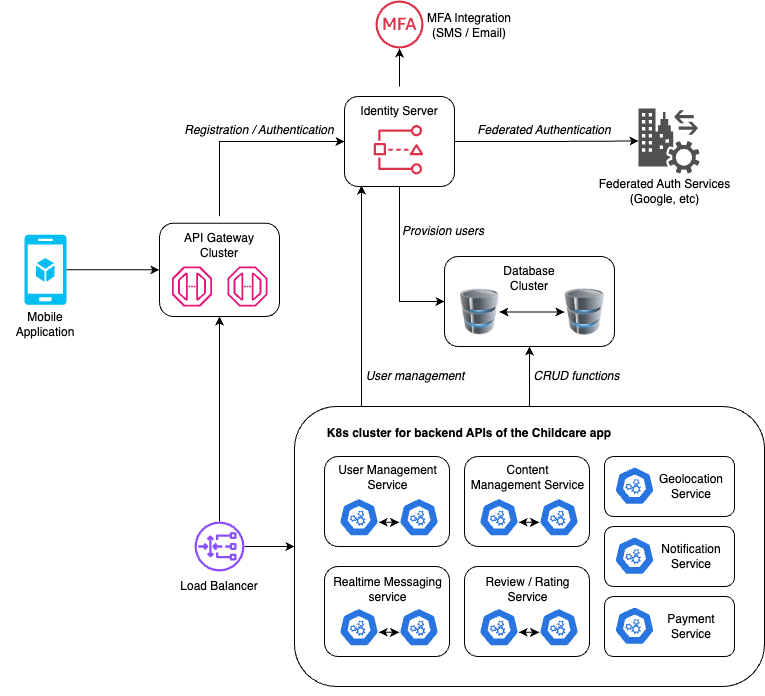 MFA
MFA Integration
(SMS / Email)
Identity Server
Registration / Authentication
Federated Authentication
Federated Auth Services
(Google, etc)
API Gateway
Cluster
Provision users
Mobile
Application
Database
Cluster
User management
CRUD functions
K8s cluster for backend APIs of the Childcare app
User Management
Service
Content
Management Service
Geolocation
Service
Notification
Service
Load Balancer
Realtime Messaging
service
Review / Rating
Service
Payment
Service